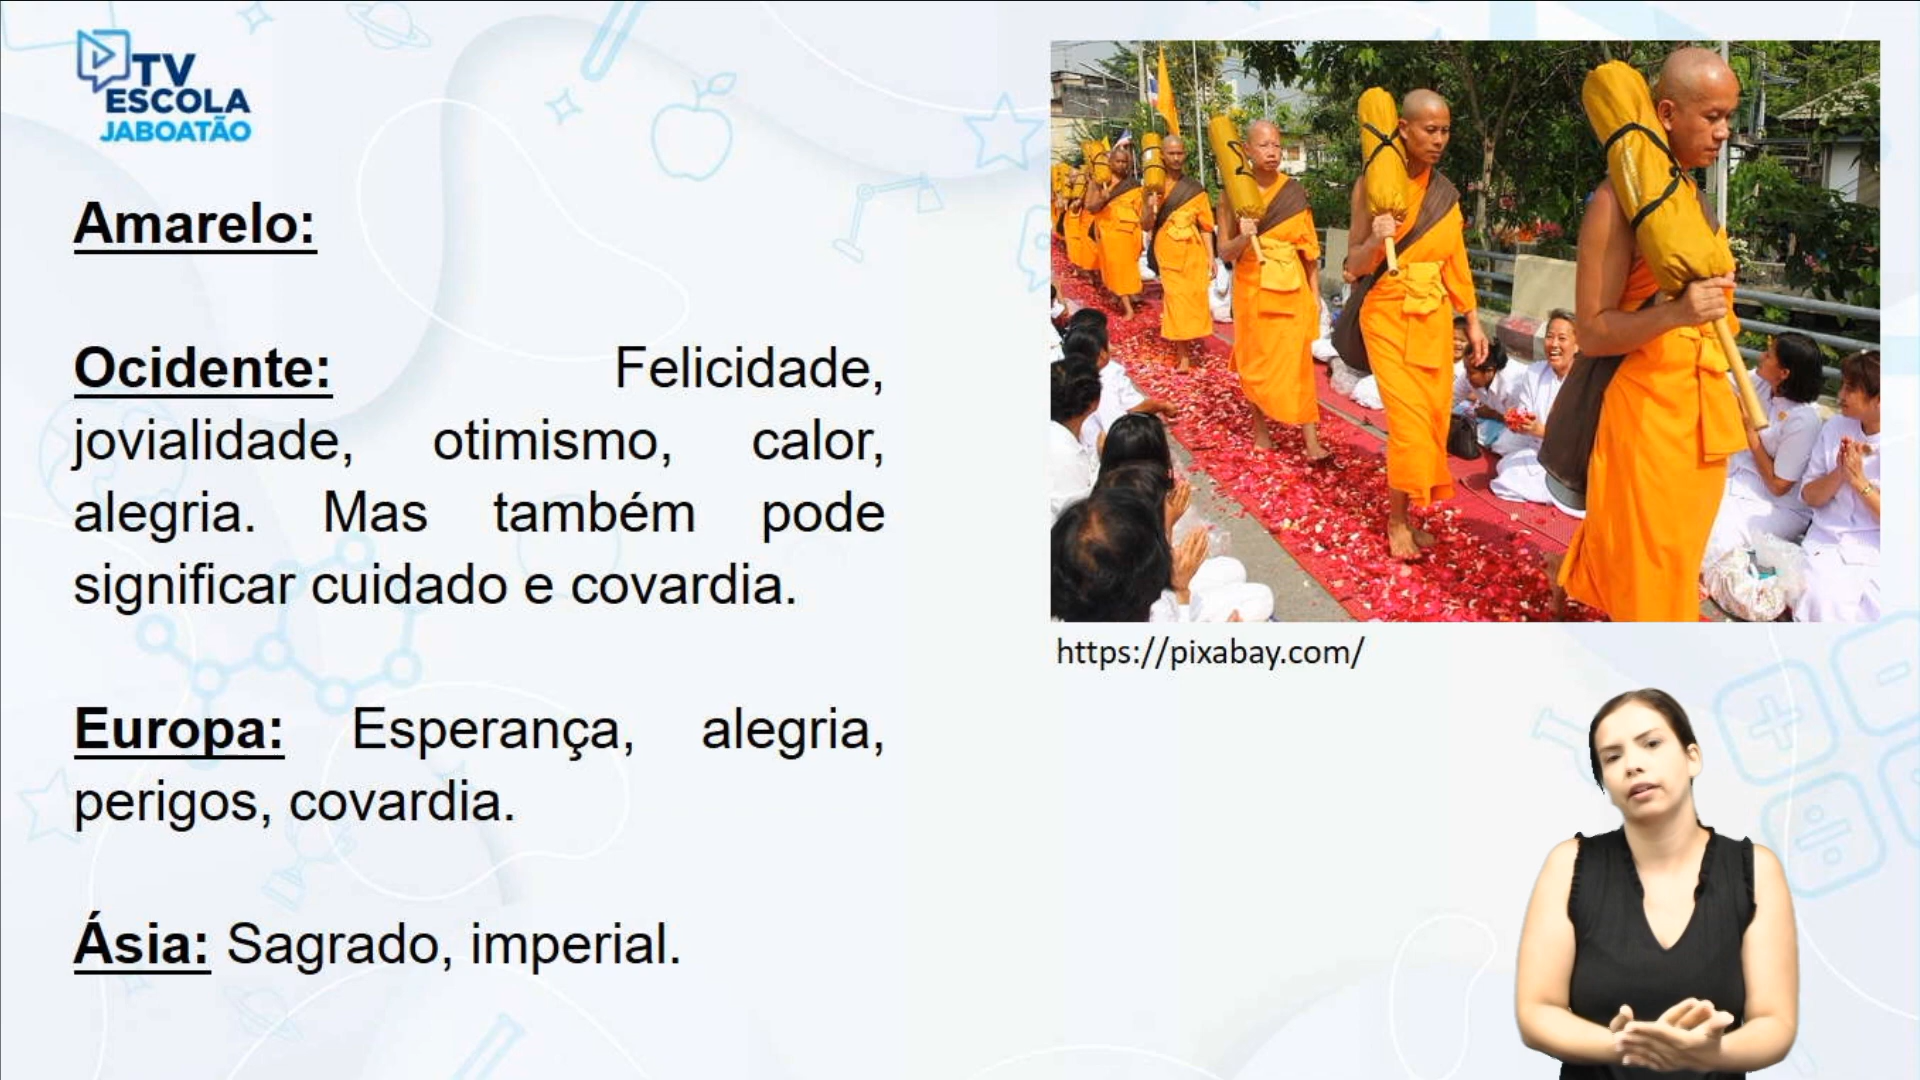 TV
ESCOLA
JABOATÃO
Amarelo:
Ocidente: Felicidade,
jovialidade, otimismo, calor,
alegria. Mas também pode
significar cuidado e covardia.
Europa: Esperança, alegria,
perigos, covardia.
Ásia: Sagrado, imperial.
https://pixabay.com/